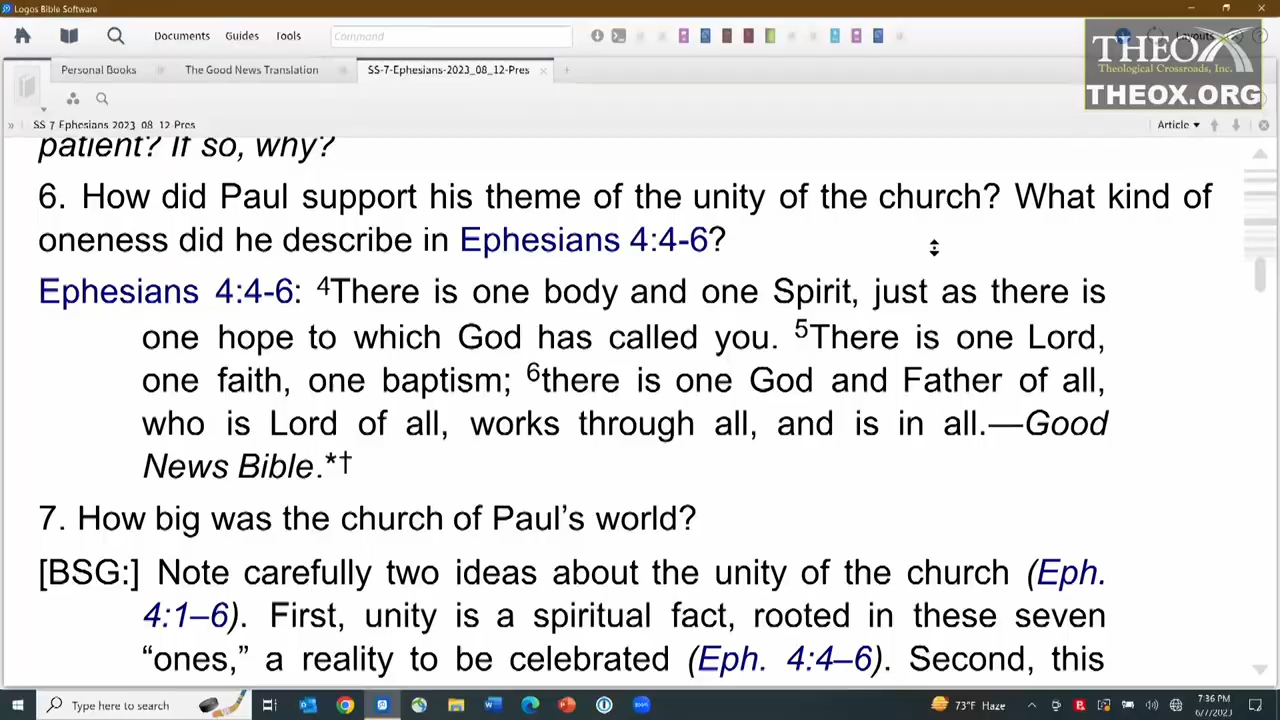 Logos Bible Software
Documents Guides Tools Command Layouts
THEOX
Theological Crossroads, Inc.
THEOX.ORG
Personal Books The Good News Translation SS-7-Ephesians-2023_08_12-Pres
» SS 7 Ephesians 2023 08 12 Pres Article
patient? If so, why?
6. How did Paul support his theme of the unity of the church? What kind of
oneness did he describe in Ephesians 4:4-6?
Ephesians 4:4-6: 4There is one body and one Spirit, just as there is
one hope to which God has called you. 5There is one Lord,
one faith, one baptism; 6there is one God and Father of all,
who is Lord of all, works through all, and is in all.—Good
News Bible.*†
7. How big was the church of Paul’s world?
[BSG:] Note carefully two ideas about the unity of the church (Eph.
4:1–6). First, unity is a spiritual fact, rooted in these seven
“ones,” a reality to be celebrated (Eph. 4:4–6). Second, this
Type here to search 73°F Haze 7:36 PM
6/7/2023